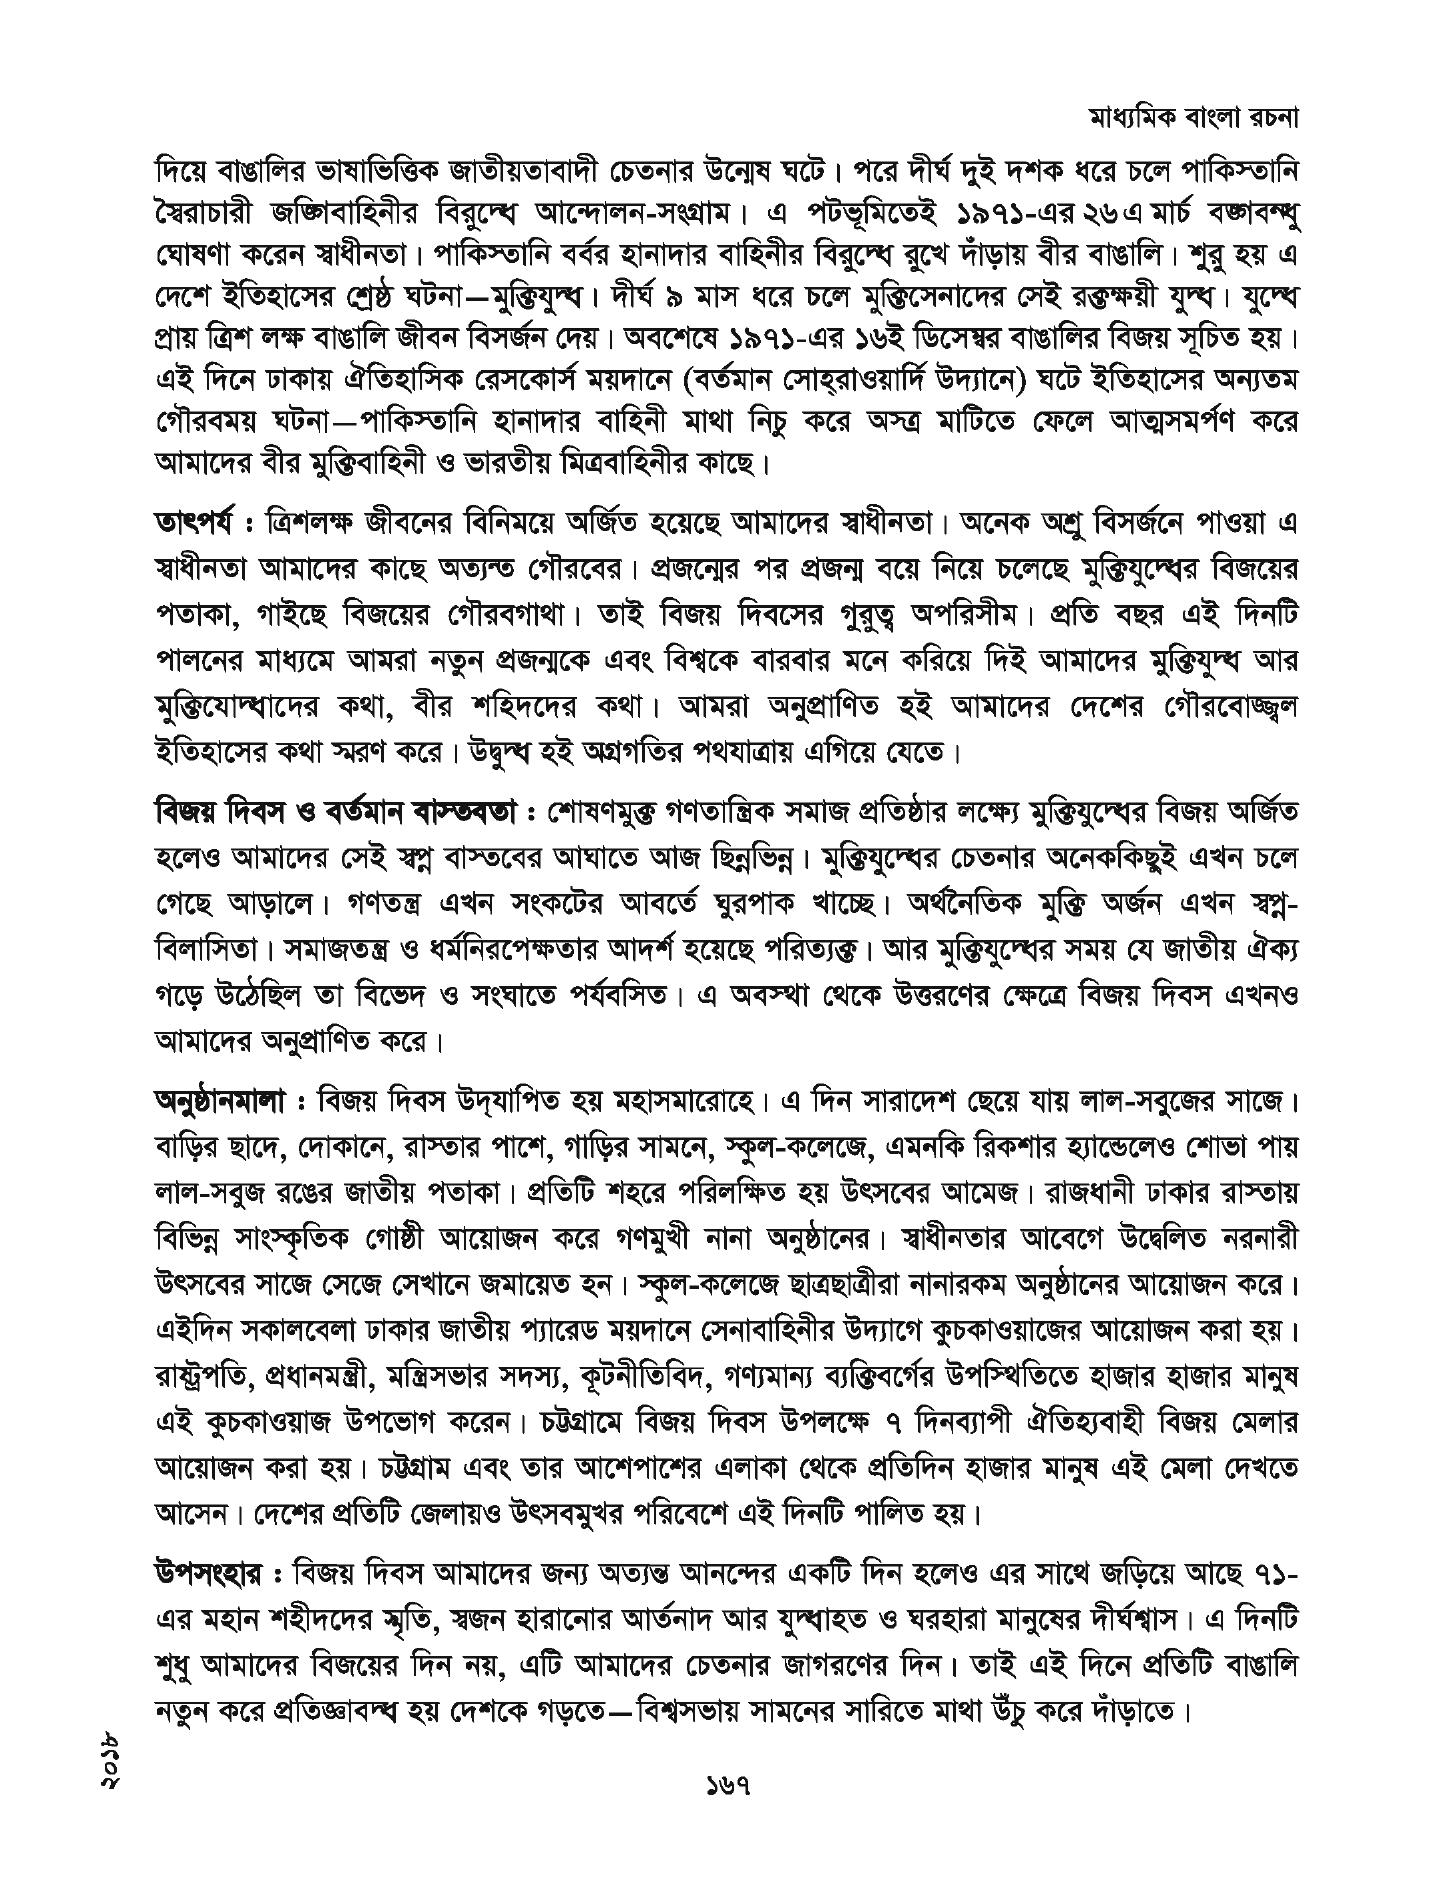 মাধ্যমিক বাংলা রচনা
দিয়ে বাঙালির ভাষাভিত্তিক জাতীয়তাবাদী চেতনার উন্মেষ ঘটে। পরে দীর্ঘ দুই দশক ধরে চলে পাকিস্তানি
স্বৈরাচারী জঙ্গিবাহিনীর বিরুদ্ধে আন্দোলন-সংগ্রাম। এ পটভূমিতেই ১৯৭১-এর ২৬এ মার্চ বঙ্গবন্ধু
ঘোষণা করেন স্বাধীনতা। পাকিস্তানি বর্বর হানাদার বাহিনীর বিরুদ্ধে রুখে দাঁড়ায় বীর বাঙালি। শুরু হয় এ
দেশে ইতিহাসের শ্রেষ্ঠ ঘটনা—মুক্তিযুদ্ধ। দীর্ঘ ৯ মাস ধরে চলে মুক্তিসেনাদের সেই রক্তক্ষয়ী যুদ্ধ। যুদ্ধে
প্রায় ত্রিশ লক্ষ বাঙালি জীবন বিসর্জন দেয়। অবশেষে ১৯৭১-এর ১৬ই ডিসেম্বর বাঙালির বিজয় সূচিত হয়।
এই দিনে ঢাকায় ঐতিহাসিক রেসকোর্স ময়দানে (বর্তমান সোহ্‌রাওয়ার্দি উদ্যানে) ঘটে ইতিহাসের অন্যতম
গৌরবময় ঘটনা—পাকিস্তানি হানাদার বাহিনী মাথা নিচু করে অস্ত্র মাটিতে ফেলে আত্মসমর্পণ করে
আমাদের বীর মুক্তিবাহিনী ও ভারতীয় মিত্রবাহিনীর কাছে।
তাৎপর্য : ত্রিশলক্ষ জীবনের বিনিময়ে অর্জিত হয়েছে আমাদের স্বাধীনতা। অনেক অশ্রু বিসর্জনে পাওয়া এ
স্বাধীনতা আমাদের কাছে অত্যন্ত গৌরবের। প্রজন্মের পর প্রজন্ম বয়ে নিয়ে চলেছে মুক্তিযুদ্ধের বিজয়ের
পতাকা, গাইছে বিজয়ের গৌরবগাথা। তাই বিজয় দিবসের গুরুত্ব অপরিসীম। প্রতি বছর এই দিনটি
পালনের মাধ্যমে আমরা নতুন প্রজন্মকে এবং বিশ্বকে বারবার মনে করিয়ে দিই আমাদের মুক্তিযুদ্ধ আর
মুক্তিযোদ্ধাদের কথা, বীর শহিদদের কথা। আমরা অনুপ্রাণিত হই আমাদের দেশের গৌরবোজ্জ্বল
ইতিহাসের কথা স্মরণ করে। উদ্বুদ্ধ হই অগ্রগতির পথযাত্রায় এগিয়ে যেতে।
বিজয় দিবস ও বর্তমান বাস্তবতা : শোষণমুক্ত গণতান্ত্রিক সমাজ প্রতিষ্ঠার লক্ষ্যে মুক্তিযুদ্ধের বিজয় অর্জিত
হলেও আমাদের সেই স্বপ্ন বাস্তবের আঘাতে আজ ছিন্নভিন্ন। মুক্তিযুদ্ধের চেতনার অনেককিছুই এখন চলে
গেছে আড়ালে। গণতন্ত্র এখন সংকটের আবর্তে ঘুরপাক খাচ্ছে। অর্থনৈতিক মুক্তি অর্জন এখন স্বপ্ন-
বিলাসিতা। সমাজতন্ত্র ও ধর্মনিরপেক্ষতার আদর্শ হয়েছে পরিত্যক্ত। আর মুক্তিযুদ্ধের সময় যে জাতীয় ঐক্য
গড়ে উঠেছিল তা বিভেদ ও সংঘাতে পর্যবসিত। এ অবস্থা থেকে উত্তরণের ক্ষেত্রে বিজয় দিবস এখনও
আমাদের অনুপ্রাণিত করে।
অনুষ্ঠানমালা : বিজয় দিবস উদ্‌যাপিত হয় মহাসমারোহে। এ দিন সারাদেশ ছেয়ে যায় লাল-সবুজের সাজে।
বাড়ির ছাদে, দোকানে, রাস্তার পাশে, গাড়ির সামনে, স্কুল-কলেজে, এমনকি রিকশার হ্যান্ডেলেও শোভা পায়
লাল-সবুজ রঙের জাতীয় পতাকা। প্রতিটি শহরে পরিলক্ষিত হয় উৎসবের আমেজ। রাজধানী ঢাকার রাস্তায়
বিভিন্ন সাংস্কৃতিক গোষ্ঠী আয়োজন করে গণমুখী নানা অনুষ্ঠানের। স্বাধীনতার আবেগে উদ্বেলিত নরনারী
উৎসবের সাজে সেজে সেখানে জমায়েত হন। স্কুল-কলেজে ছাত্রছাত্রীরা নানারকম অনুষ্ঠানের আয়োজন করে।
এইদিন সকালবেলা ঢাকার জাতীয় প্যারেড ময়দানে সেনাবাহিনীর উদ্যাগে কুচকাওয়াজের আয়োজন করা হয়।
রাষ্ট্রপতি, প্রধানমন্ত্রী, মন্ত্রিসভার সদস্য, কূটনীতিবিদ, গণ্যমান্য ব্যক্তিবর্গের উপস্থিতিতে হাজার হাজার মানুষ
এই কুচকাওয়াজ উপভোগ করেন। চট্টগ্রামে বিজয় দিবস উপলক্ষে ৭ দিনব্যাপী ঐতিহ্যবাহী বিজয় মেলার
আয়োজন করা হয়। চট্টগ্রাম এবং তার আশেপাশের এলাকা থেকে প্রতিদিন হাজার মানুষ এই মেলা দেখতে
আসেন। দেশের প্রতিটি জেলায়ও উৎসবমুখর পরিবেশে এই দিনটি পালিত হয়।
উপসংহার : বিজয় দিবস আমাদের জন্য অত্যন্ত আনন্দের একটি দিন হলেও এর সাথে জড়িয়ে আছে ৭১-
এর মহান শহীদদের স্মৃতি, স্বজন হারানোর আর্তনাদ আর যুদ্ধাহত ও ঘরহারা মানুষের দীর্ঘশ্বাস। এ দিনটি
শুধু আমাদের বিজয়ের দিন নয়, এটি আমাদের চেতনার জাগরণের দিন। তাই এই দিনে প্রতিটি বাঙালি
নতুন করে প্রতিজ্ঞাবদ্ধ হয় দেশকে গড়তে—বিশ্বসভায় সামনের সারিতে মাথা উঁচু করে দাঁড়াতে।
২০১৮
১৬৭